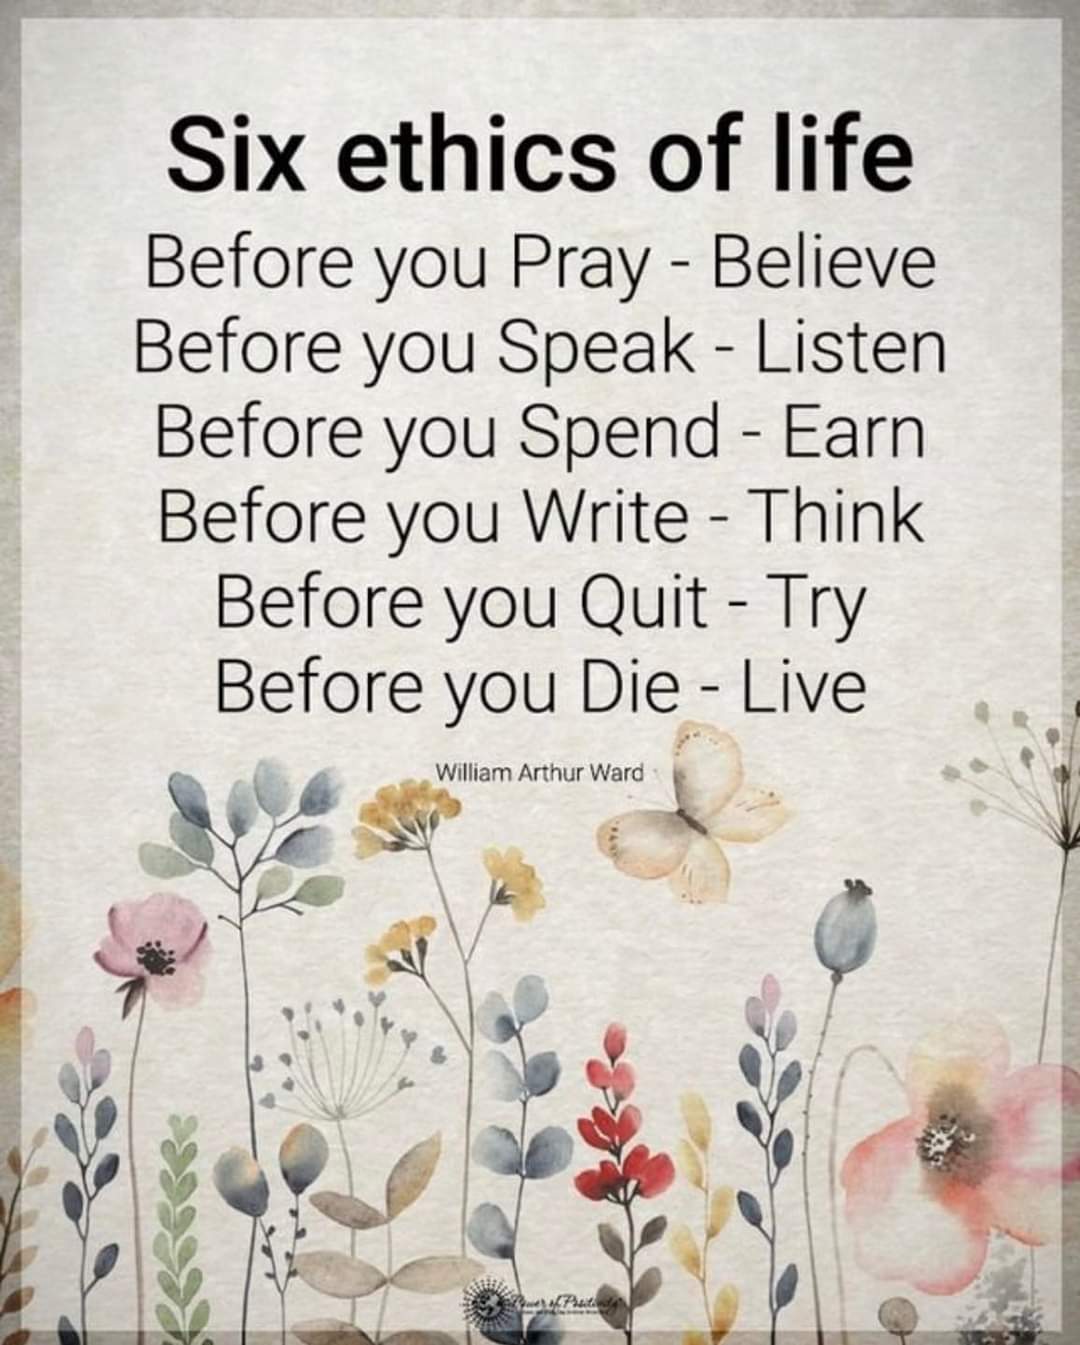 Six ethics of life
Before you Pray - Believe
Before you Speak - Listen
Before you Spend - Earn
Before you Write - Think
Before you Quit - Try
Before you Die - Live
William Arthur Ward
Power of Positivity